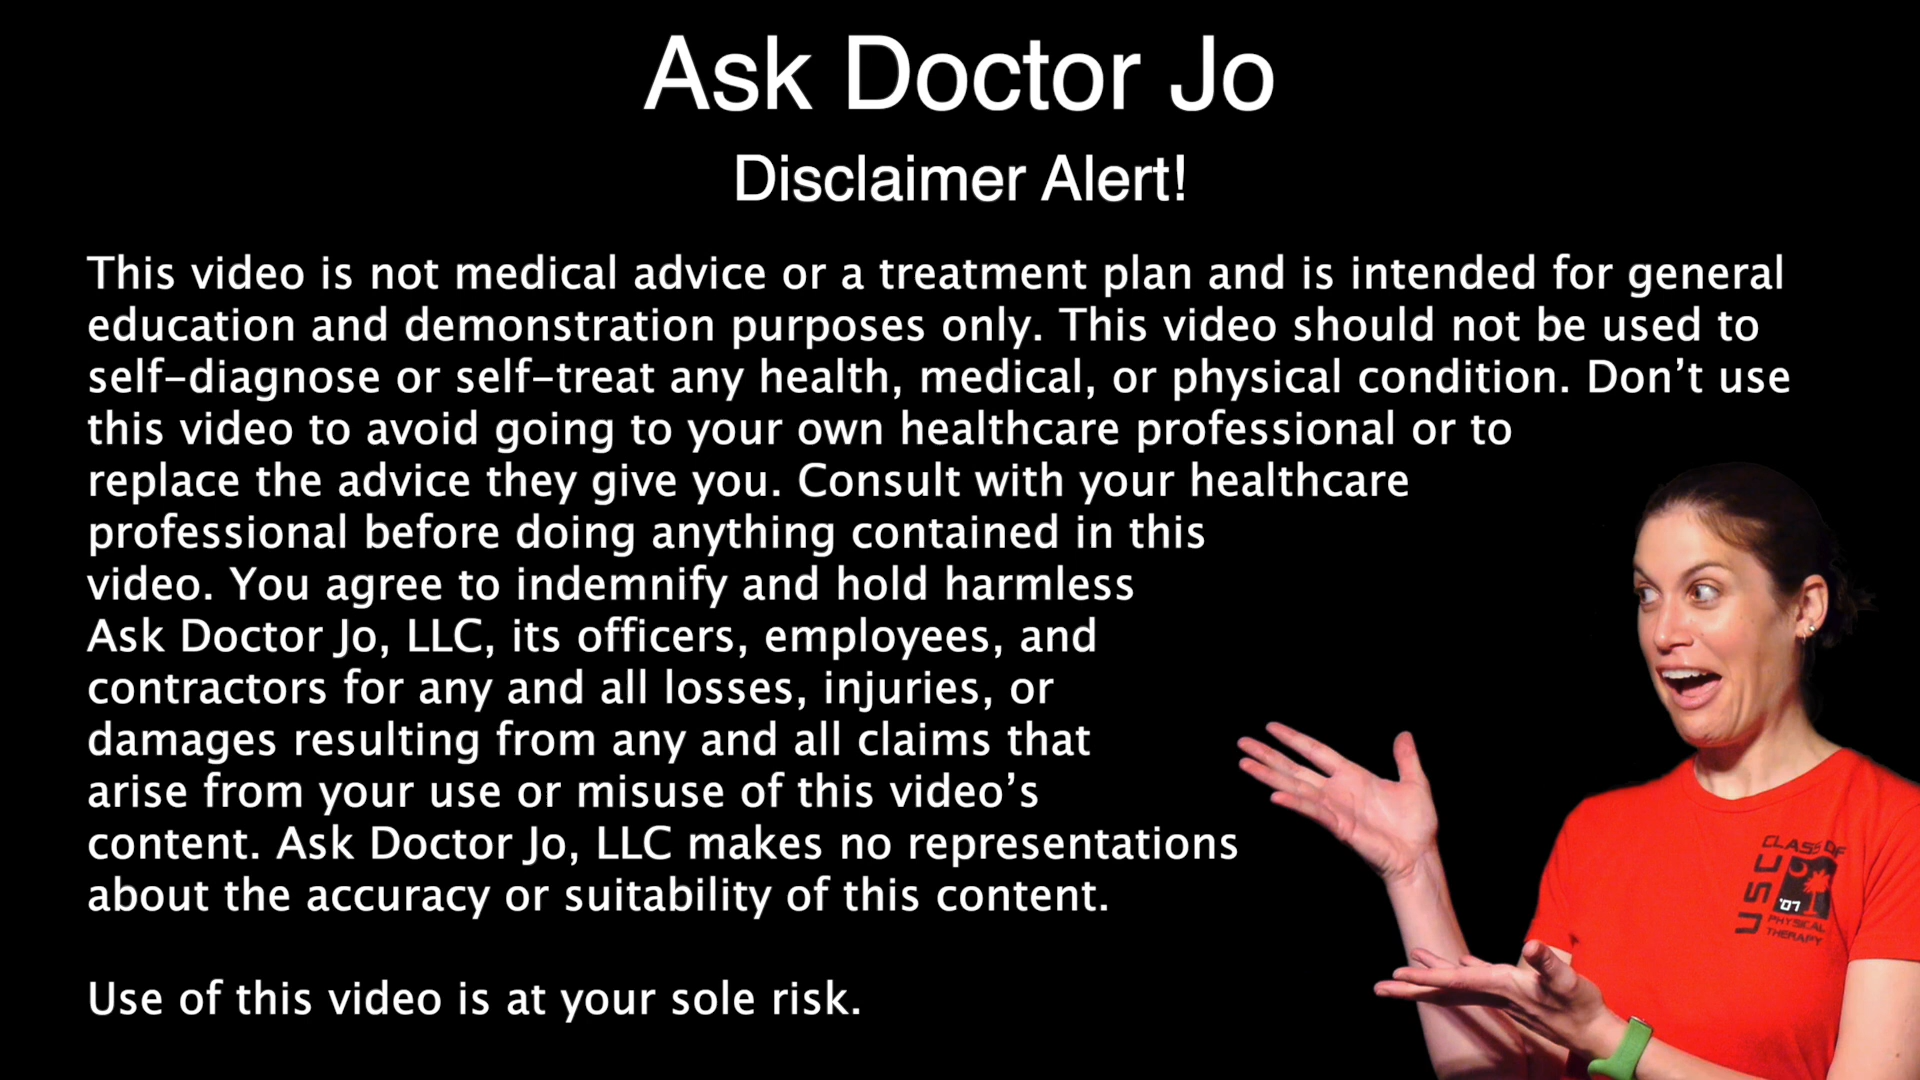 Ask Doctor Jo
Disclaimer Alert!
This video is not medical advice or a treatment plan and is intended for general
education and demonstration purposes only. This video should not be used to
self–diagnose or self–treat any health, medical, or physical condition. Don’t use
this video to avoid going to your own healthcare professional or to
replace the advice they give you. Consult with your healthcare
professional before doing anything contained in this
video. You agree to indemnify and hold harmless
Ask Doctor Jo, LLC, its officers, employees, and
contractors for any and all losses, injuries, or
damages resulting from any and all claims that
arise from your use or misuse of this video’s
content. Ask Doctor Jo, LLC makes no representations
about the accuracy or suitability of this content.
Use of this video is at your sole risk.
CLASS OF
USC
'07
PHYSICAL
THERAPY